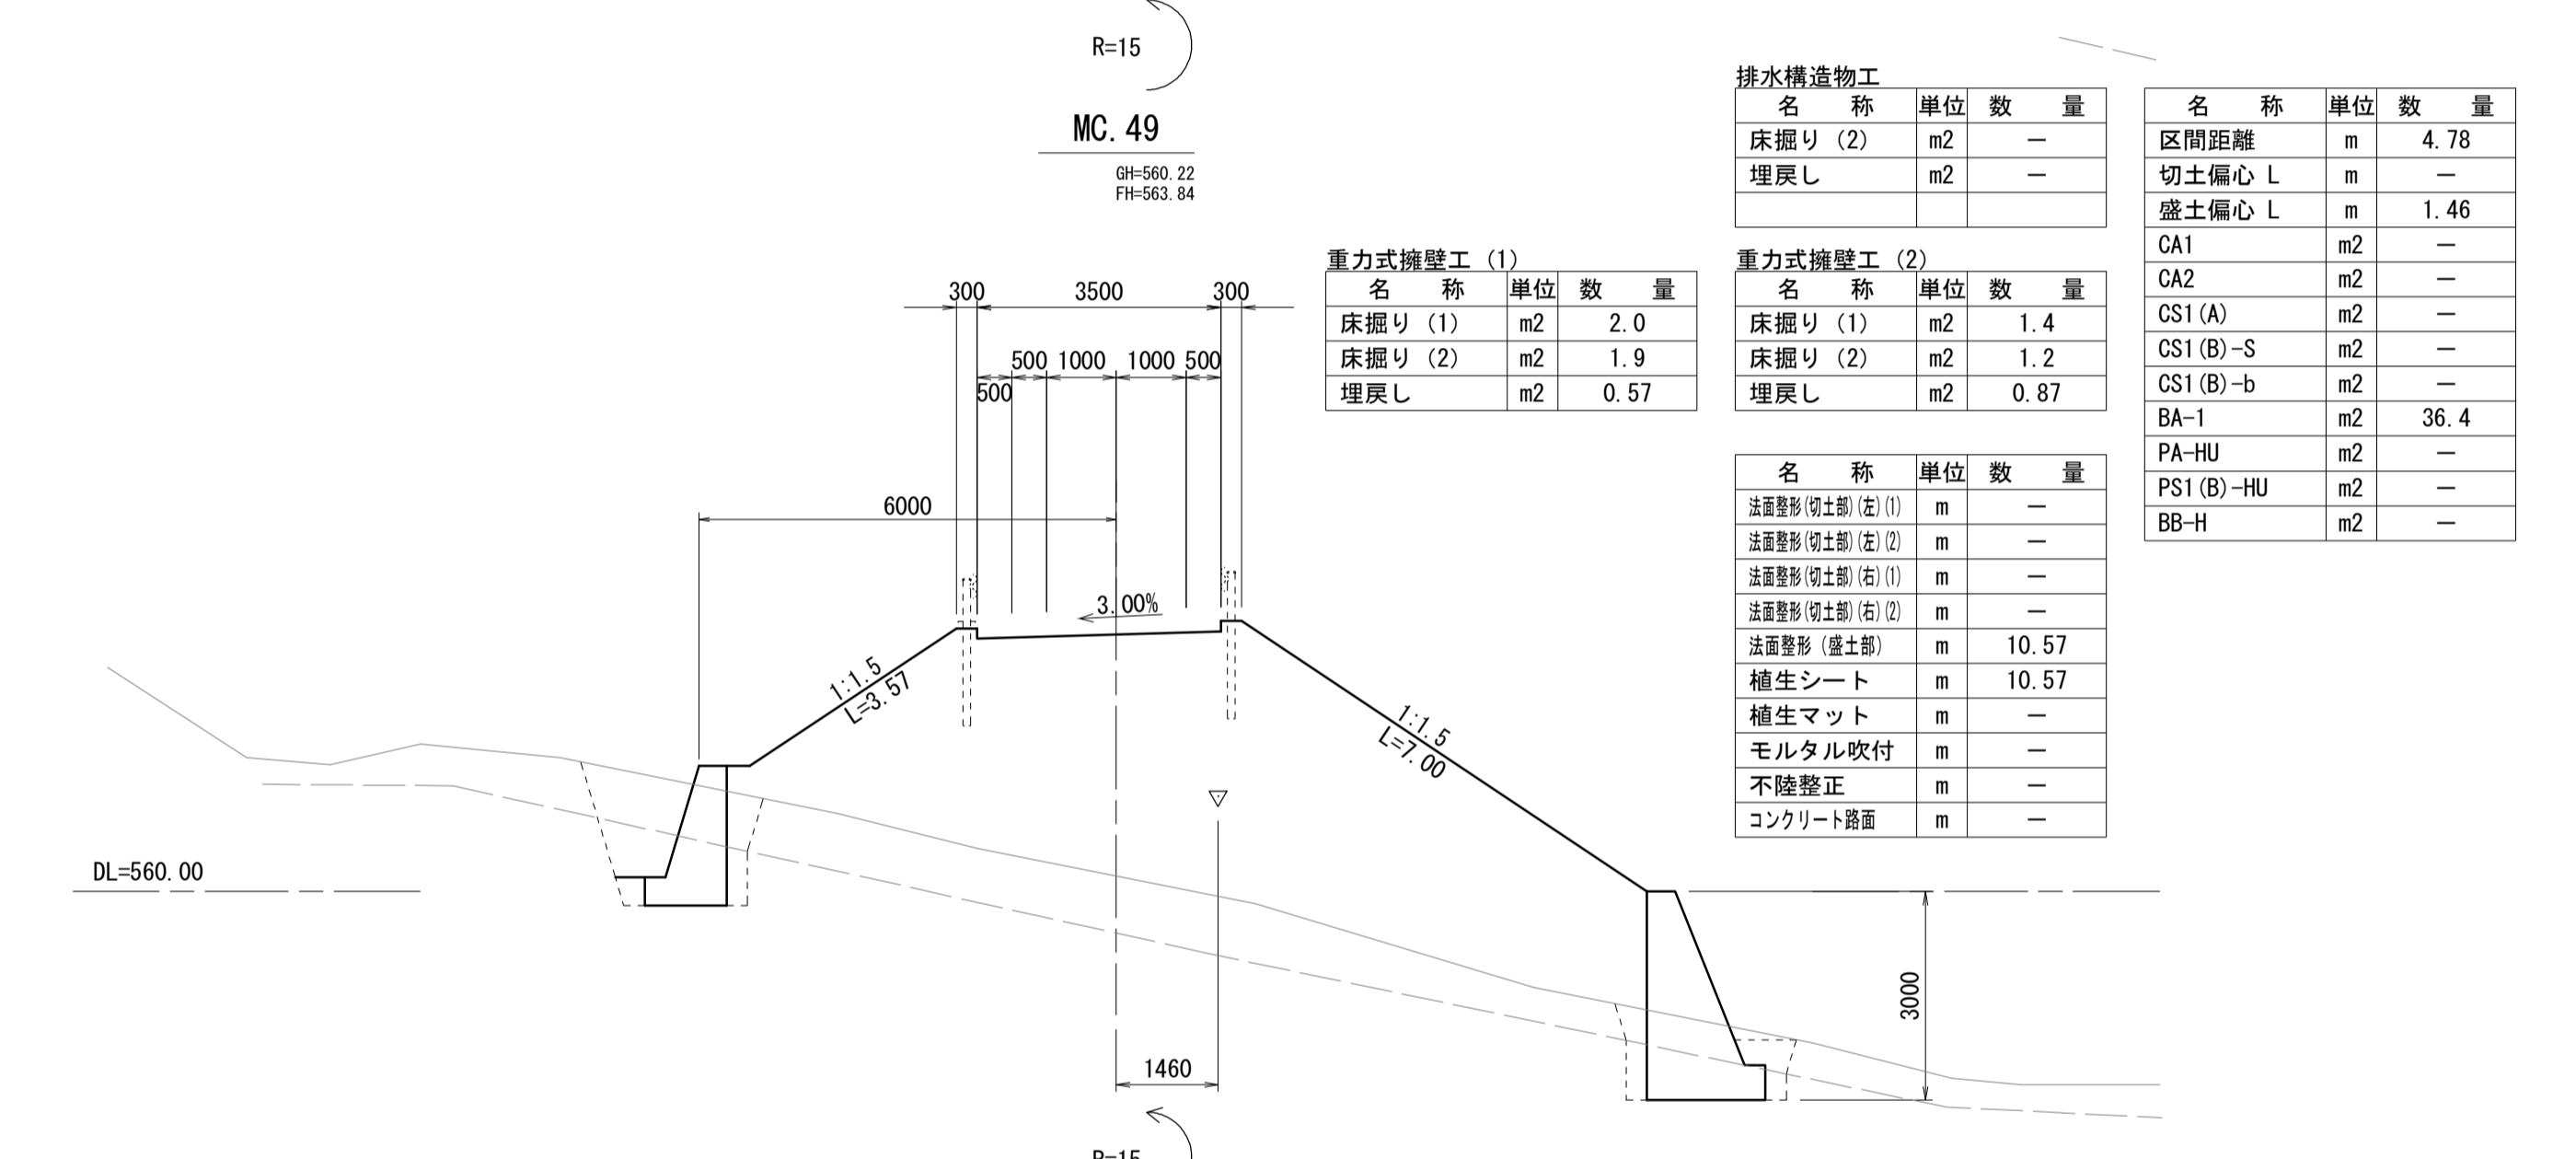 R=15
MC.49
GH=560.22
FH=563.84
300 3500 300
500 1000 1000 500
500
6000
3.00%
1:1.5
L=3.57
1:1.5
L=7.00
DL=560.00
1460
3000
R=15
重力式擁壁工（1）
名 称 単位 数 量
床掘り（1） m2 2.0
床掘り（2） m2 1.9
埋戻し m2 0.57
排水構造物工
名 称 単位 数 量
床掘り（2） m2 －
埋戻し m2 －
重力式擁壁工（2）
名 称 単位 数 量
床掘り（1） m2 1.4
床掘り（2） m2 1.2
埋戻し m2 0.87
名 称 単位 数 量
法面整形(切土部)(左)(1) m －
法面整形(切土部)(左)(2) m －
法面整形(切土部)(右)(1) m －
法面整形(切土部)(右)(2) m －
法面整形（盛土部） m 10.57
植生シート m 10.57
植生マット m －
モルタル吹付 m －
不陸整正 m －
コンクリート路面 m －
名 称 単位 数 量
区間距離 m 4.78
切土偏心 L m －
盛土偏心 L m 1.46
CA1 m2 －
CA2 m2 －
CS1(A) m2 －
CS1(B)-S m2 －
CS1(B)-b m2 －
BA-1 m2 36.4
PA-HU m2 －
PS1(B)-HU m2 －
BB-H m2 －